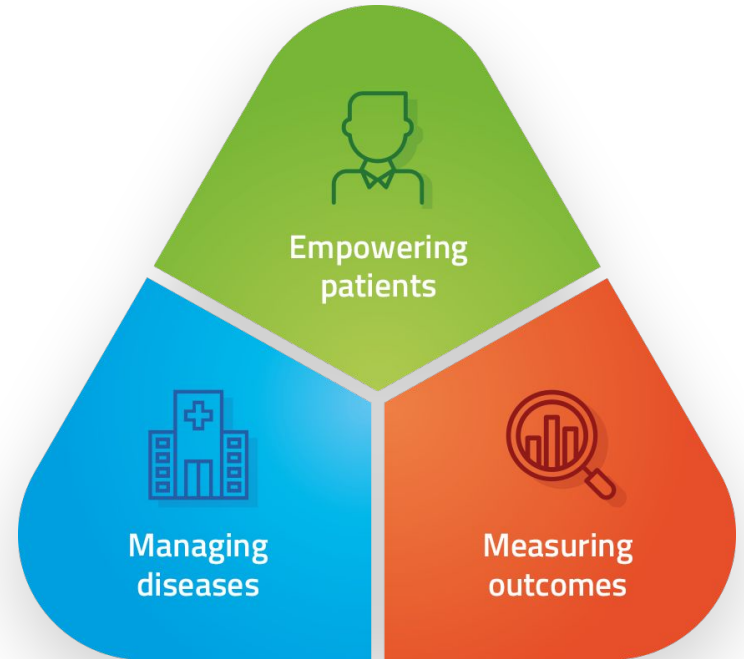 Empowering
patients
Managing
diseases
Measuring
outcomes